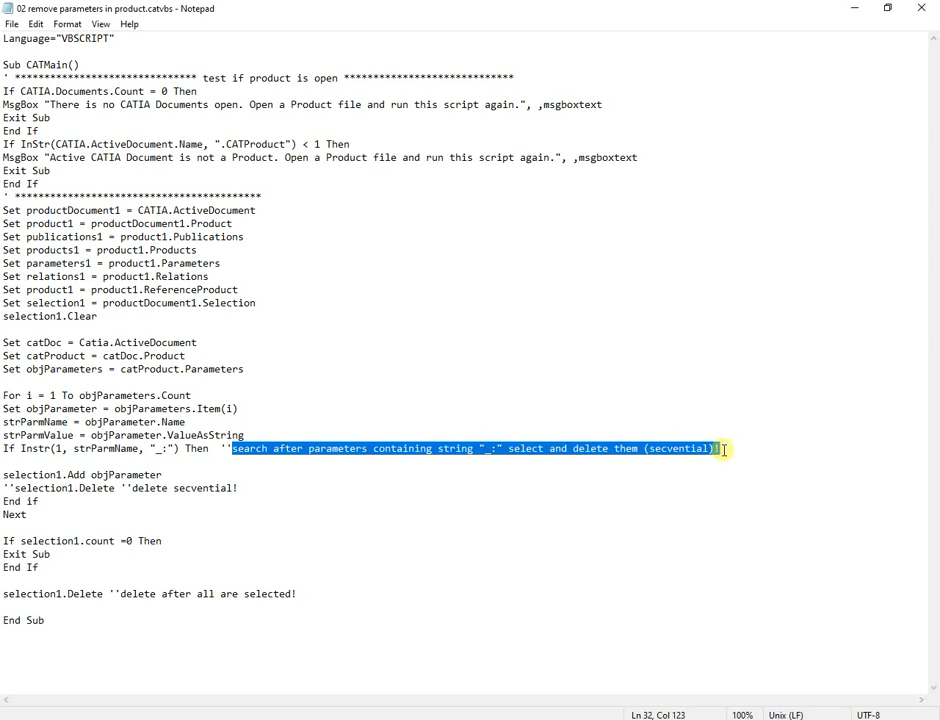 02 remove parameters in product.catvbs - Notepad
File Edit Format View Help
Language="VBSCRIPT"
Sub CATMain()
' ******************************* test if product is open *****************************
If CATIA.Documents.Count = 0 Then
MsgBox "There is no CATIA Documents open. Open a Product file and run this script again.", ,msgboxtext
Exit Sub
End If
If InStr(CATIA.ActiveDocument.Name, ".CATProduct") < 1 Then
MsgBox "Active CATIA Document is not a Product. Open a Product file and run this script again.", ,msgboxtext
Exit Sub
End If
' ******************************************
Set productDocument1 = CATIA.ActiveDocument
Set product1 = productDocument1.Product
Set publications1 = product1.Publications
Set products1 = product1.Products
Set parameters1 = product1.Parameters
Set relations1 = product1.Relations
Set product1 = product1.ReferenceProduct
Set selection1 = productDocument1.Selection
selection1.Clear
Set catDoc = Catia.ActiveDocument
Set catProduct = catDoc.Product
Set objParameters = catProduct.Parameters
For i = 1 To objParameters.Count
Set objParameter = objParameters.Item(i)
strParmName = objParameter.Name
strParmValue = objParameter.ValueAsString
If Instr(1, strParmName, "_:") Then  ''search after parameters containing string "_:" select and delete them (secvential)!
selection1.Add objParameter
''selection1.Delete ''delete secvential!
End if
Next
If selection1.count =0 Then
Exit Sub
End If
selection1.Delete ''delete after all are selected!
End Sub
Ln 32, Col 123 100% Unix (LF) UTF-8